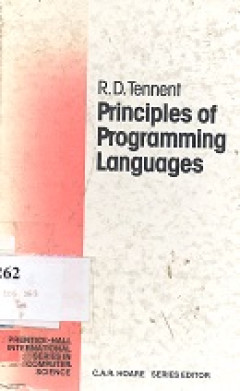 R.D.Tennent
Principles of
Programming
Languages
262
PRENTICE-HALL
INTERNATIONAL
SERIES IN
COMPUTER
SCIENCE
C.A.R. HOARE SERIES EDITOR